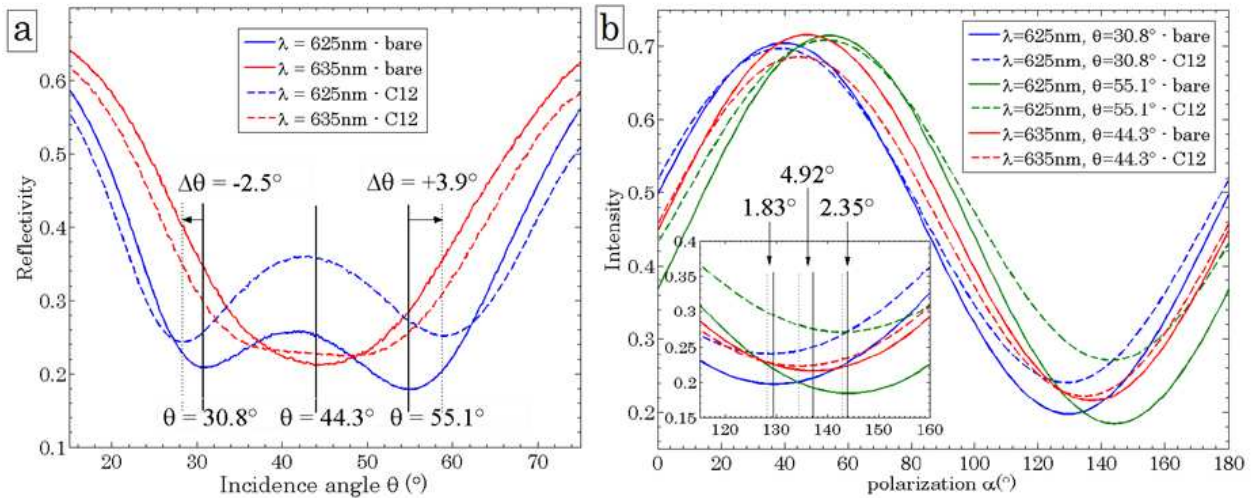 a
λ = 625nm · bare
λ = 635nm · bare
λ = 625nm · C12
λ = 635nm · C12
Δθ = -2.5°
Δθ = +3.9°
θ = 30.8°
θ = 44.3
θ = 55.1°
Reflectivity
0.1
0.2
0.3
0.4
0.5
0.6
0.7
20
30
40
50
60
70
Incidence angle θ (°)
b
λ=625nm, θ=30.8° · bare
λ=625nm, θ=30.8° · C12
λ=625nm, θ=55.1° · bare
λ=625nm, θ=55.1° · C12
λ=635nm, θ=44.3° · bare
λ=635nm, θ=44.3° · C12
4.92°
1.83°
2.35°
Intensity
0.2
0.3
0.4
0.5
0.6
0.7
0
20
40
60
80
100
120
140
160
180
polarization α(°)
0.4
0.3
0.25
0.2
0.15
120
130
140
150
160